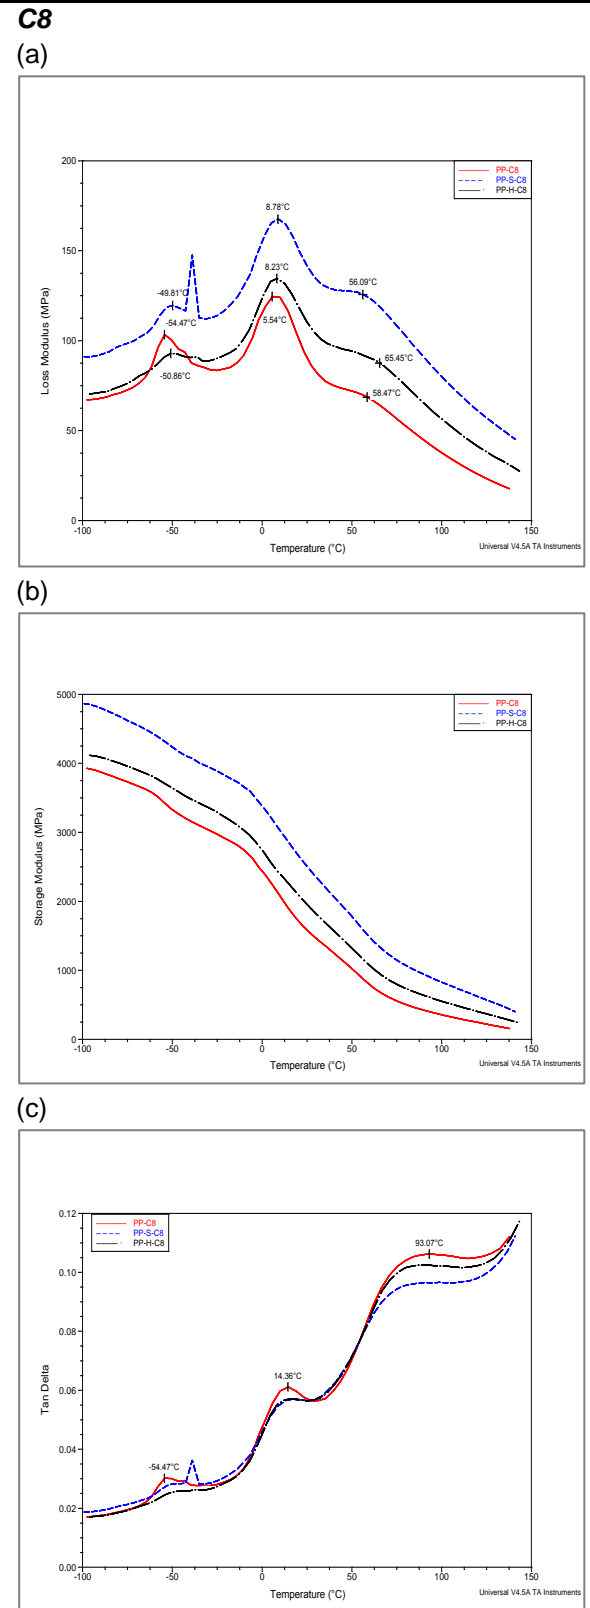 C8
(a)
200
150
100
50
0
-100
-50
0
50
100
150
Loss Modulus (MPa)
Temperature (°C)
PP-C8
PP-S-C8
PP-H-C8
8.78°C
8.23°C
5.54°C
-49.81°C
-54.47°C
-50.86°C
56.09°C
65.45°C
58.47°C
Universal V4.5A TA Instruments
(b)
5000
4000
3000
2000
1000
0
-100
-50
0
50
100
150
Storage Modulus (MPa)
Temperature (°C)
PP-C8
PP-S-C8
PP-H-C8
Universal V4.5A TA Instruments
(c)
0.12
0.10
0.08
0.06
0.04
0.02
0.00
-100
-50
0
50
100
150
Tan Delta
Temperature (°C)
PP-C8
PP-S-C8
PP-H-C8
93.07°C
14.36°C
-54.47°C
Universal V4.5A TA Instruments